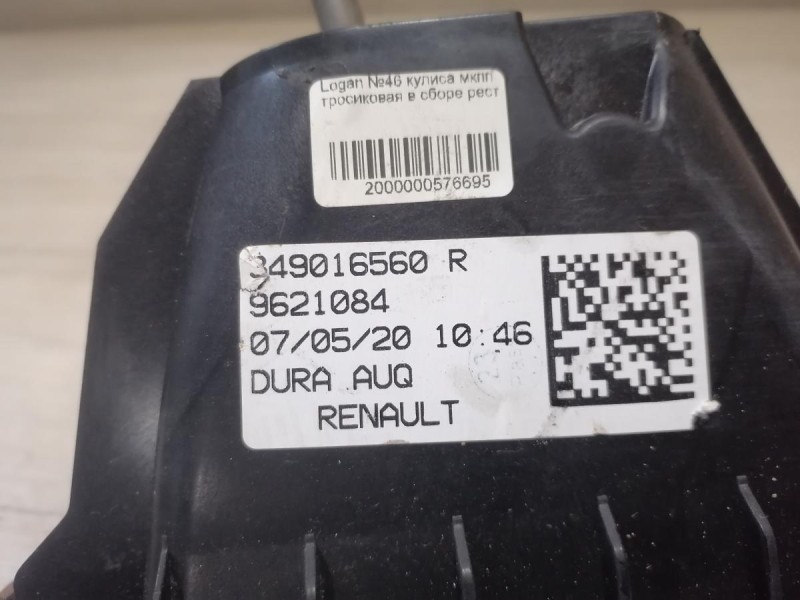 Logan №46 кулиса мкпп
тросиковая в сборе рест
2000000576695
349016560 R
9621084
07/05/20 10:46
DURA AUQ
RENAULT